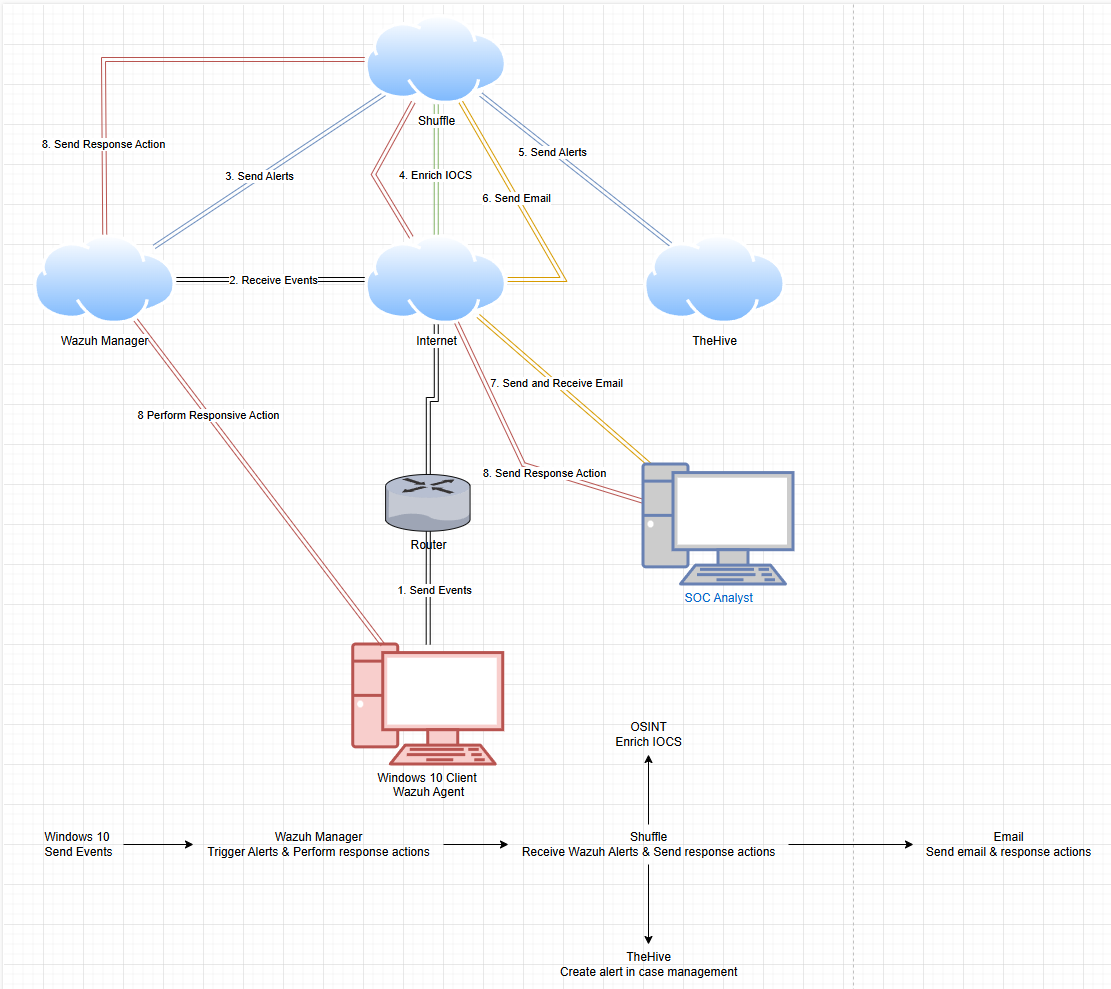 Shuffle
8. Send Response Action
5. Send Alerts
3. Send Alerts
4. Enrich IOCS
6. Send Email
2. Receive Events
Wazuh Manager
Internet
TheHive
7. Send and Receive Email
8 Perform Responsive Action
8. Send Response Action
Router
1. Send Events
SOC Analyst
Windows 10 Client
Wazuh Agent
OSINT
Enrich IOCS
Windows 10
Send Events
Wazuh Manager
Trigger Alerts & Perform response actions
Shuffle
Receive Wazuh Alerts & Send response actions
Email
Send email & response actions
TheHive
Create alert in case management